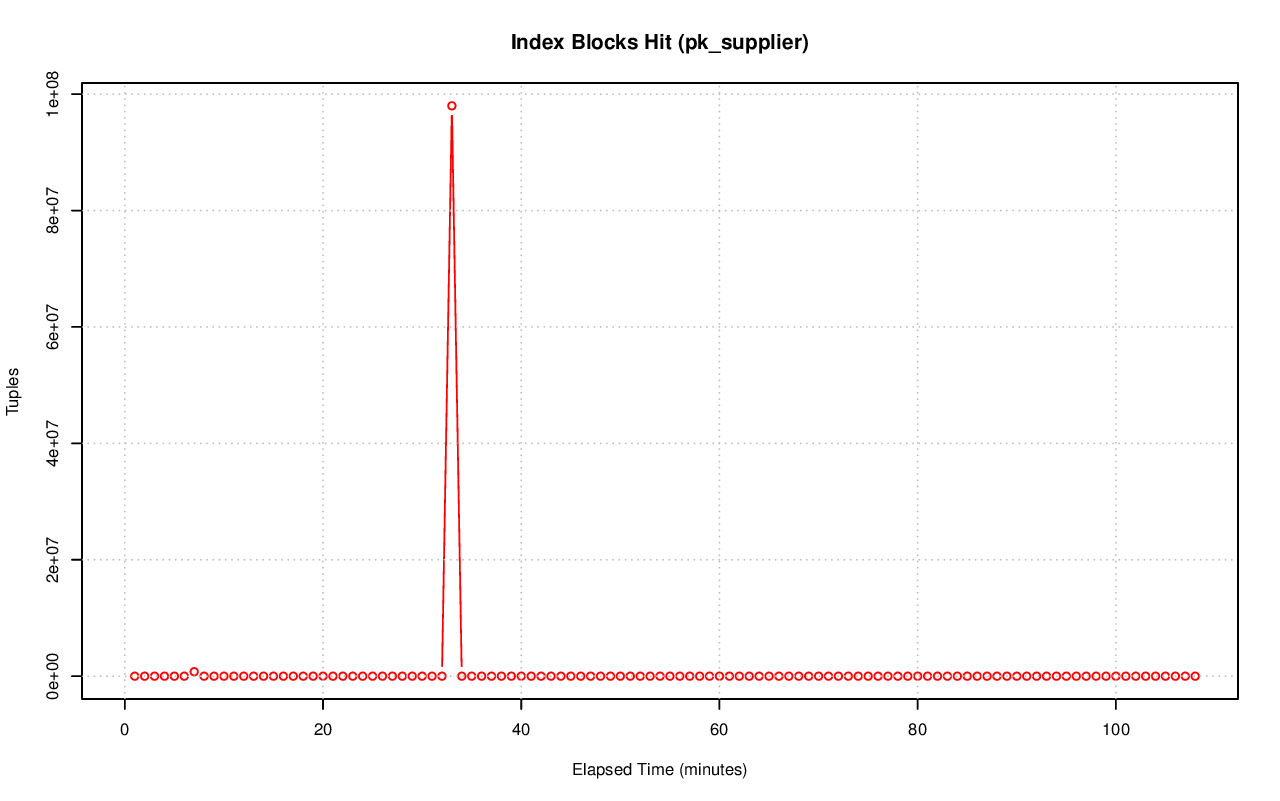 Index Blocks Hit (pk_supplier)
1e+08
8e+07
6e+07
4e+07
2e+07
0e+00
Tuples
0
20
40
60
80
100
Elapsed Time (minutes)